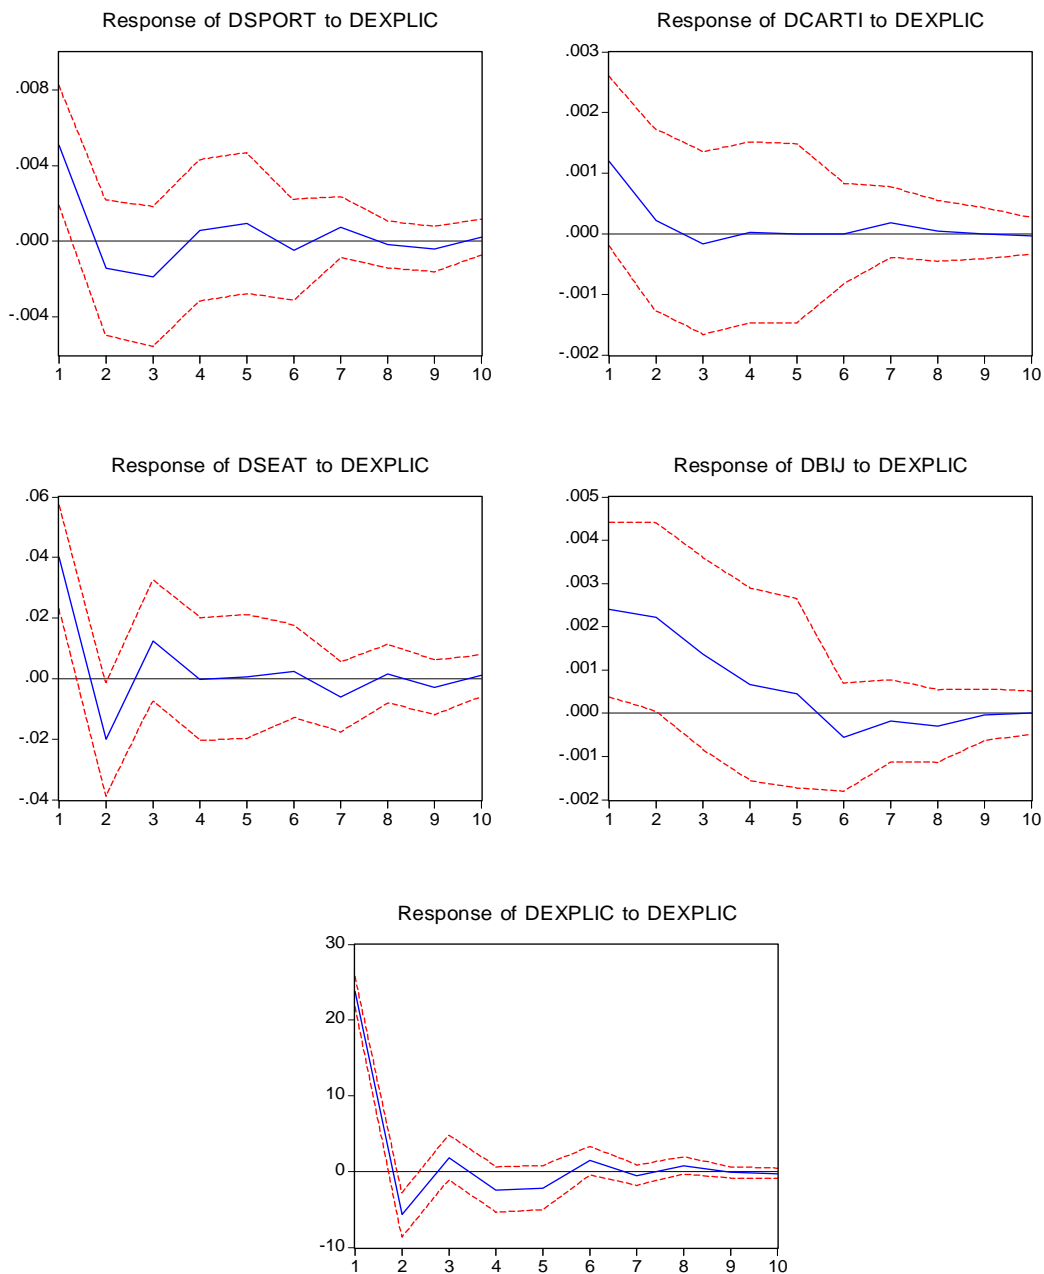 Response of DSPORT to DEXPLIC
.008
.004
.000
-.004
1 2 3 4 5 6 7 8 9 10
Response of DCARTI to DEXPLIC
.003
.002
.001
.000
-.001
-.002
1 2 3 4 5 6 7 8 9 10
Response of DSEAT to DEXPLIC
.06
.04
.02
.00
-.02
-.04
1 2 3 4 5 6 7 8 9 10
Response of DBIJ to DEXPLIC
.005
.004
.003
.002
.001
.000
-.001
-.002
1 2 3 4 5 6 7 8 9 10
Response of DEXPLIC to DEXPLIC
30
20
10
0
-10
1 2 3 4 5 6 7 8 9 10